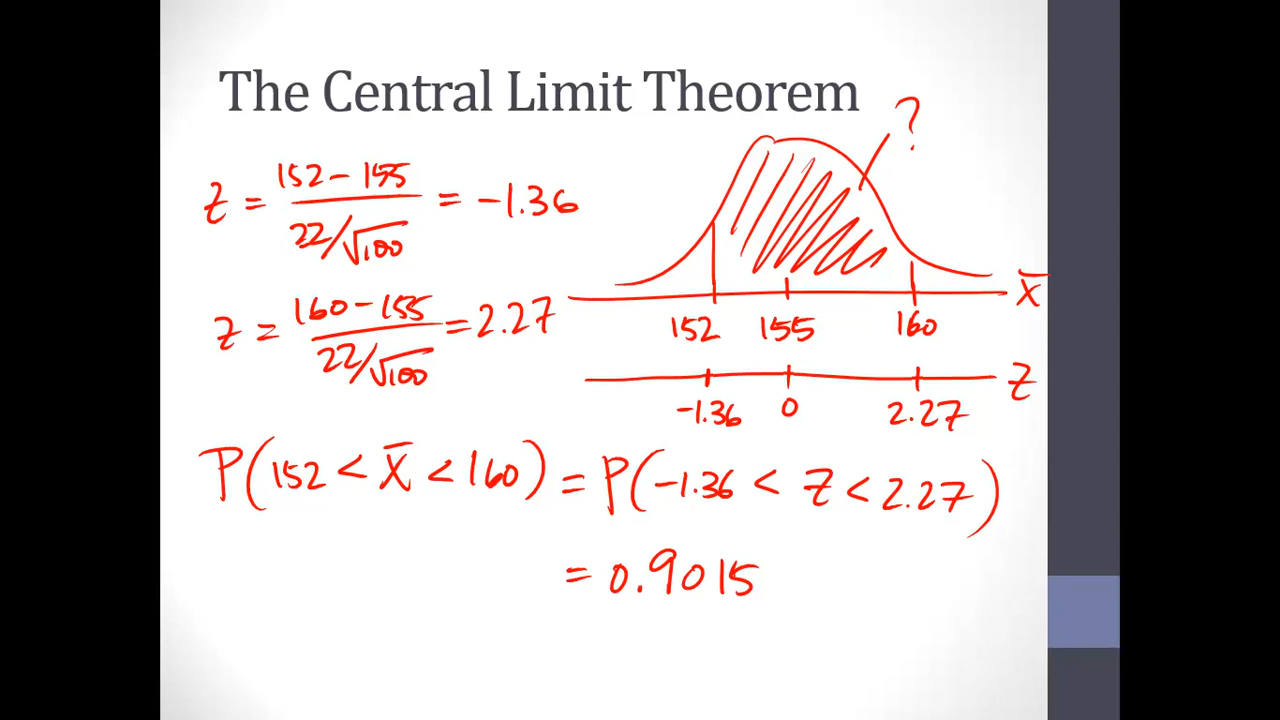 The Central Limit Theorem
?
z = (152 - 155) / (22/√100) = -1.36
z = (160 - 155) / (22/√100) = 2.27
x̄
152 155 160
z
-1.36 0 2.27
P(152 < x̄ < 160) = P(-1.36 < z < 2.27)
= 0.9015